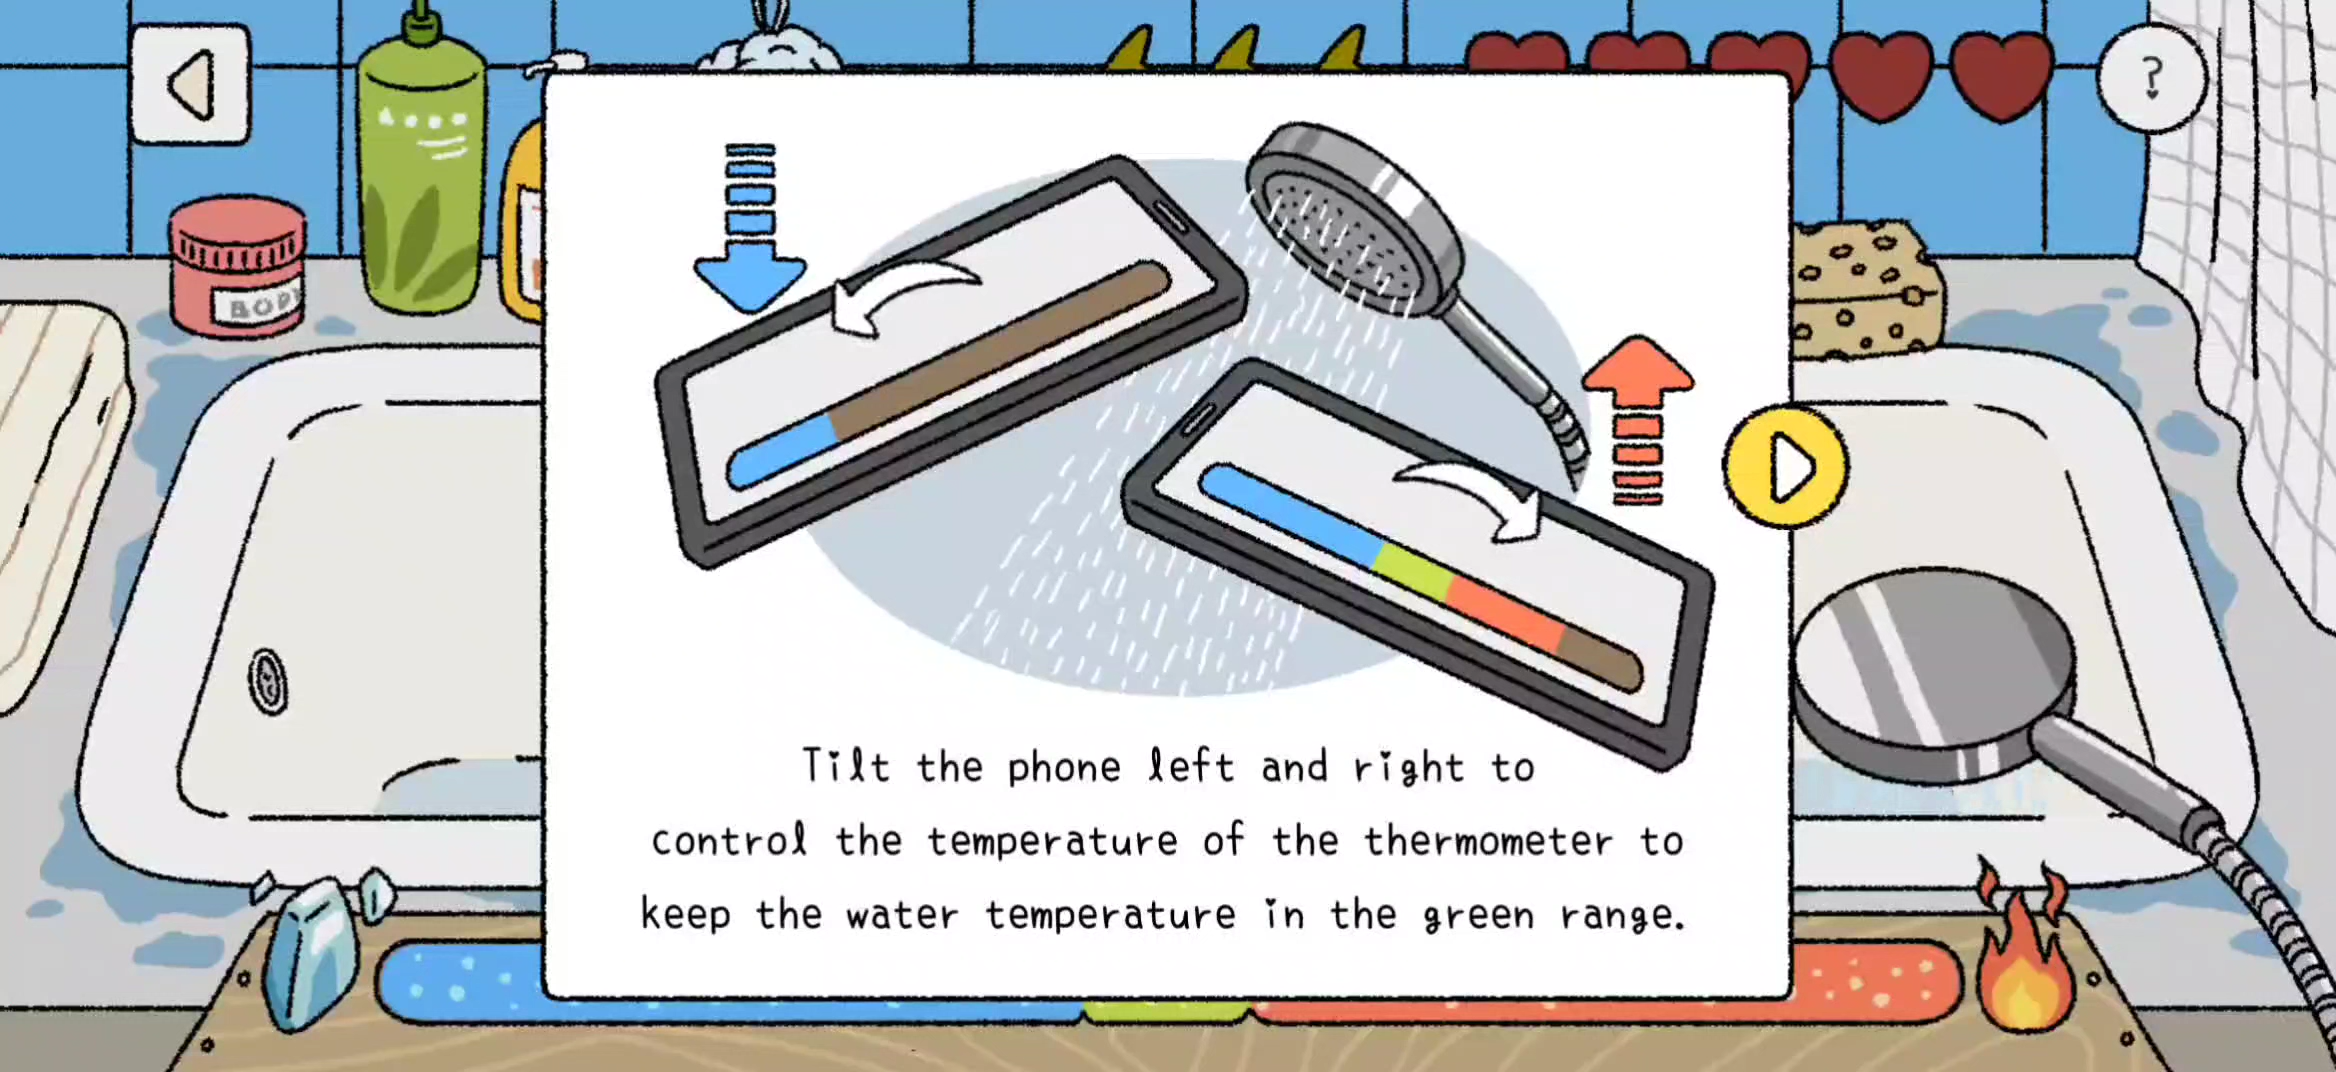 ?
BOD
Tilt the phone left and right to
control the temperature of the thermometer to
keep the water temperature in the green range.